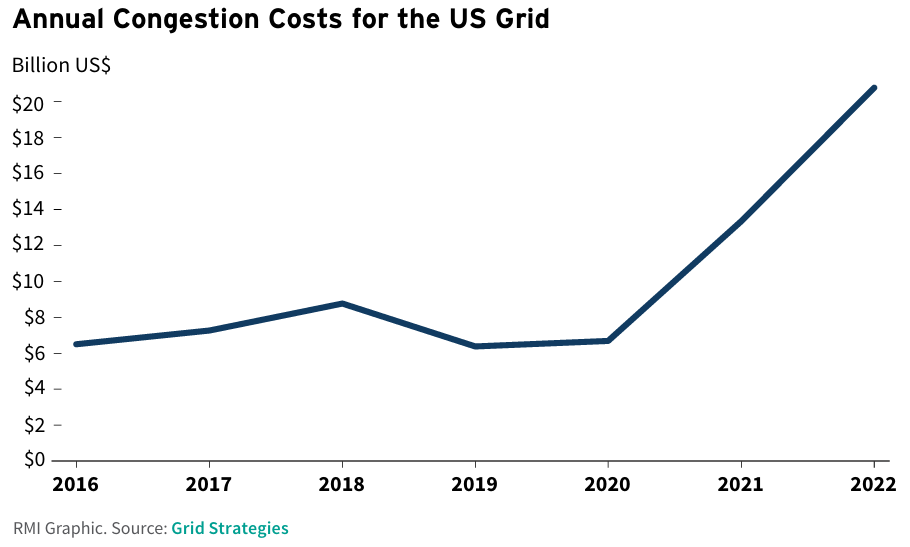 Annual Congestion Costs for the US Grid
Billion US$
$20
$18
$16
$14
$12
$10
$8
$6
$4
$2
$0
2016 2017 2018 2019 2020 2021 2022
RMI Graphic. Source: Grid Strategies